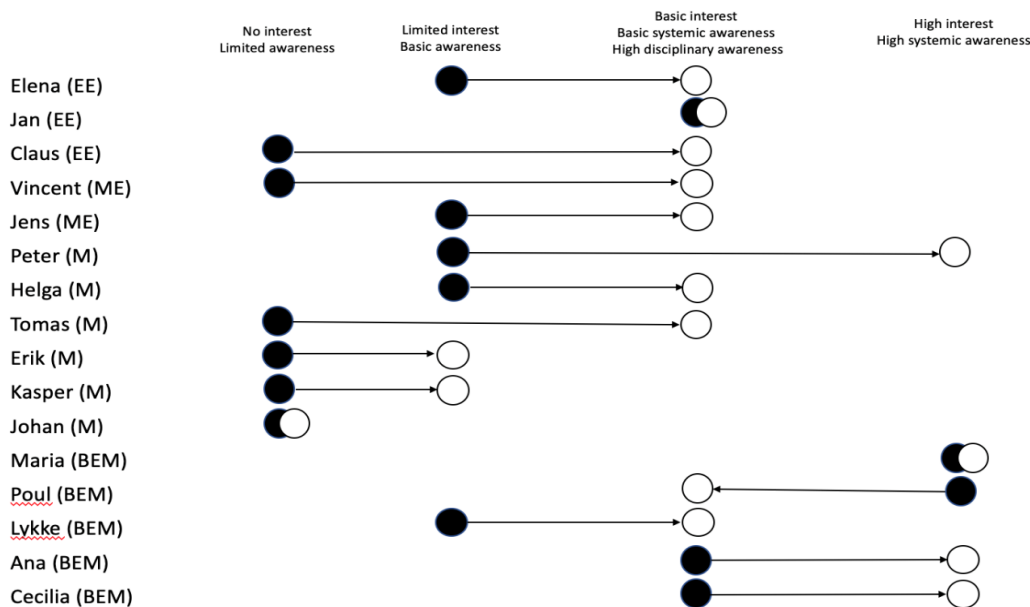 No interest
Limited awareness
Limited interest
Basic awareness
Basic interest
Basic systemic awareness
High disciplinary awareness
High interest
High systemic awareness
Elena (EE)
Jan (EE)
Claus (EE)
Vincent (ME)
Jens (ME)
Peter (M)
Helga (M)
Tomas (M)
Erik (M)
Kasper (M)
Johan (M)
Maria (BEM)
Poul (BEM)
Lykke (BEM)
Ana (BEM)
Cecilia (BEM)